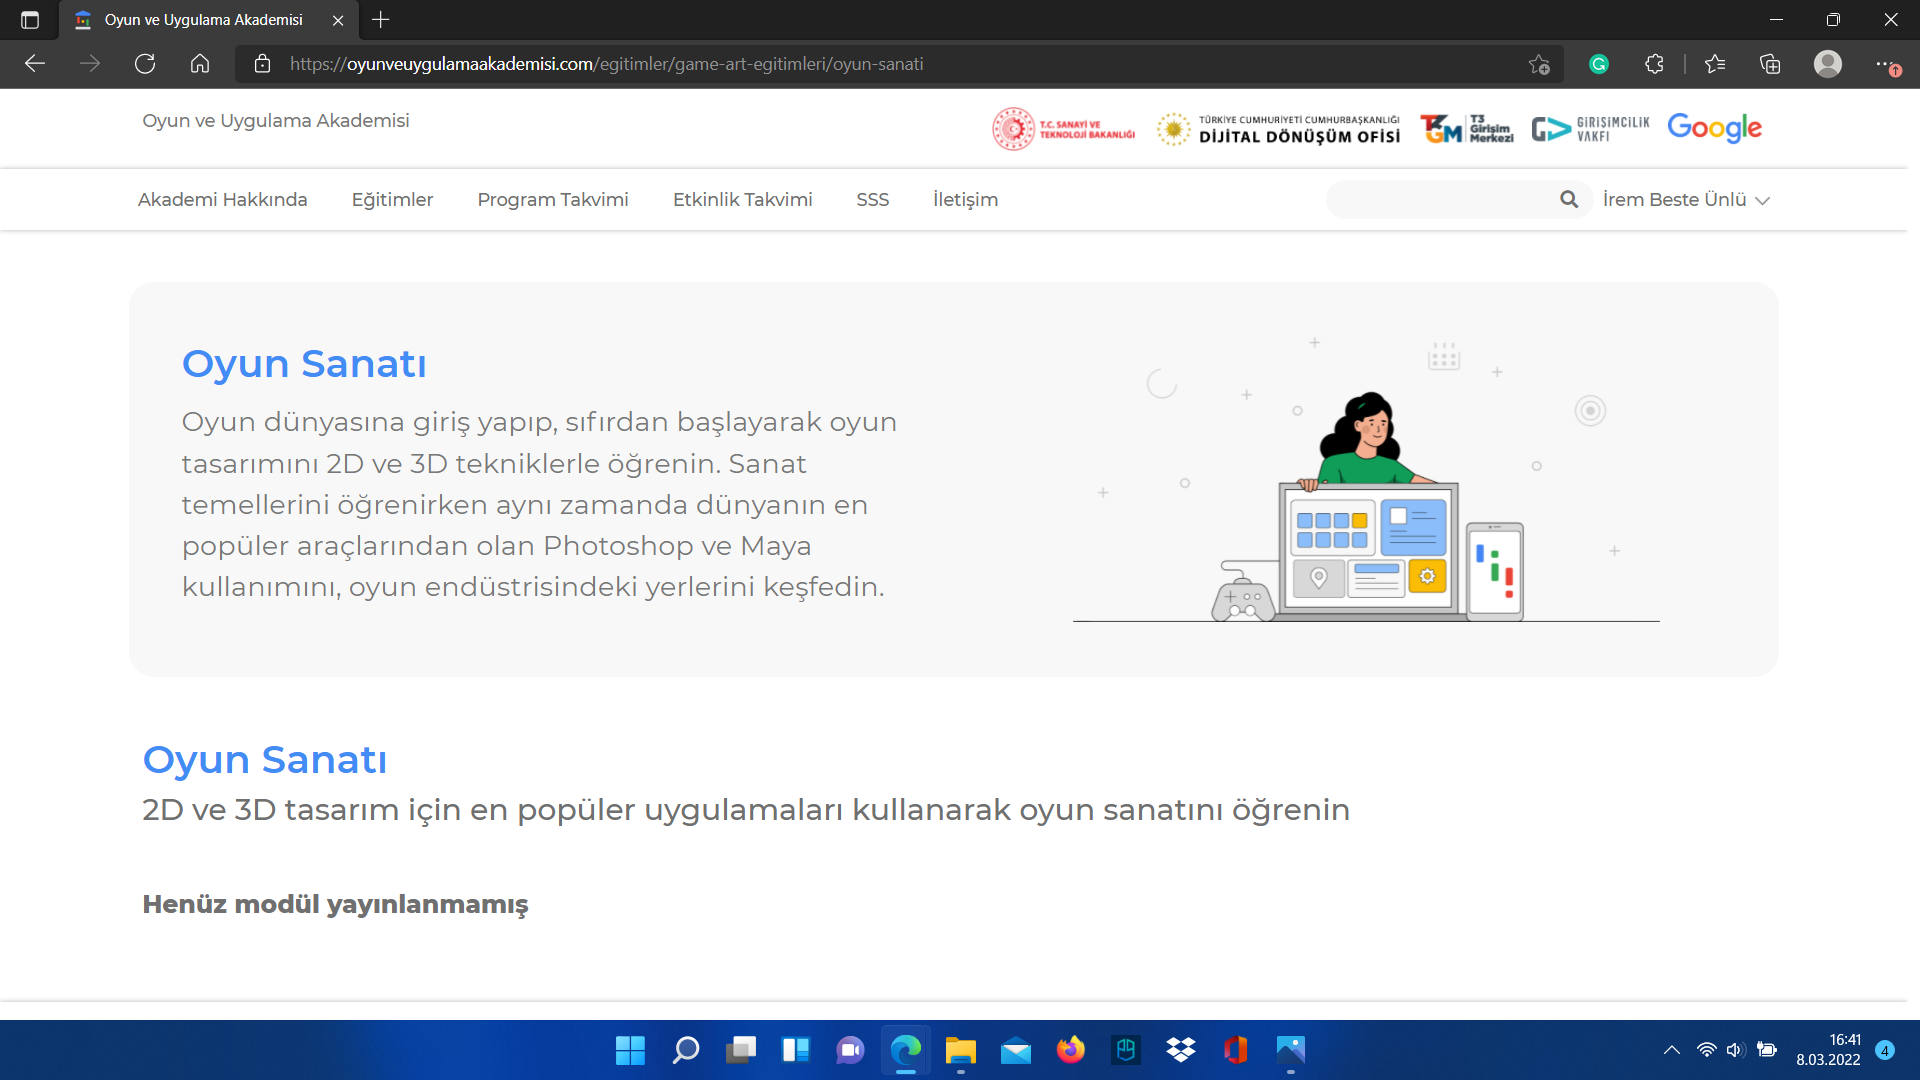 Oyun ve Uygulama Akademisi
https://oyunveuygulamaakademisi.com/egitimler/game-art-egitimleri/oyun-sanati
Oyun ve Uygulama Akademisi
T.C. SANAYİ VE
TEKNOLOJİ BAKANLIĞI
TÜRKİYE CUMHURİYETİ CUMHURBAŞKANLIĞI
DİJİTAL DÖNÜŞÜM OFİSİ
T3GM
T3
Girişim
Merkezi
GİRİŞİMCİLİK
VAKFI
Google
Akademi Hakkında
Eğitimler
Program Takvimi
Etkinlik Takvimi
SSS
İletişim
İrem Beste Ünlü
Oyun Sanatı
Oyun dünyasına giriş yapıp, sıfırdan başlayarak oyun
tasarımını 2D ve 3D tekniklerle öğrenin. Sanat
temellerini öğrenirken aynı zamanda dünyanın en
popüler araçlarından olan Photoshop ve Maya
kullanımını, oyun endüstrisindeki yerlerini keşfedin.
Oyun Sanatı
2D ve 3D tasarım için en popüler uygulamaları kullanarak oyun sanatını öğrenin
Henüz modül yayınlanmamış
16:41
8.03.2022
4